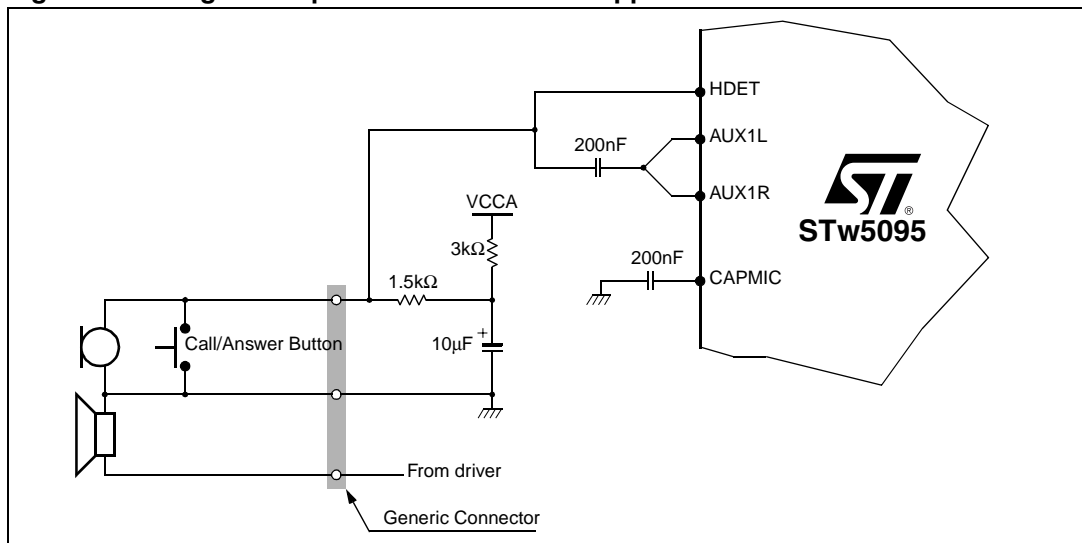 HDET
AUX1L
200nF
AUX1R
VCCA
ST
®
STw5095
3kΩ
200nF
CAPMIC
1.5kΩ
Call/Answer Button
10μF
+
From driver
Generic Connector